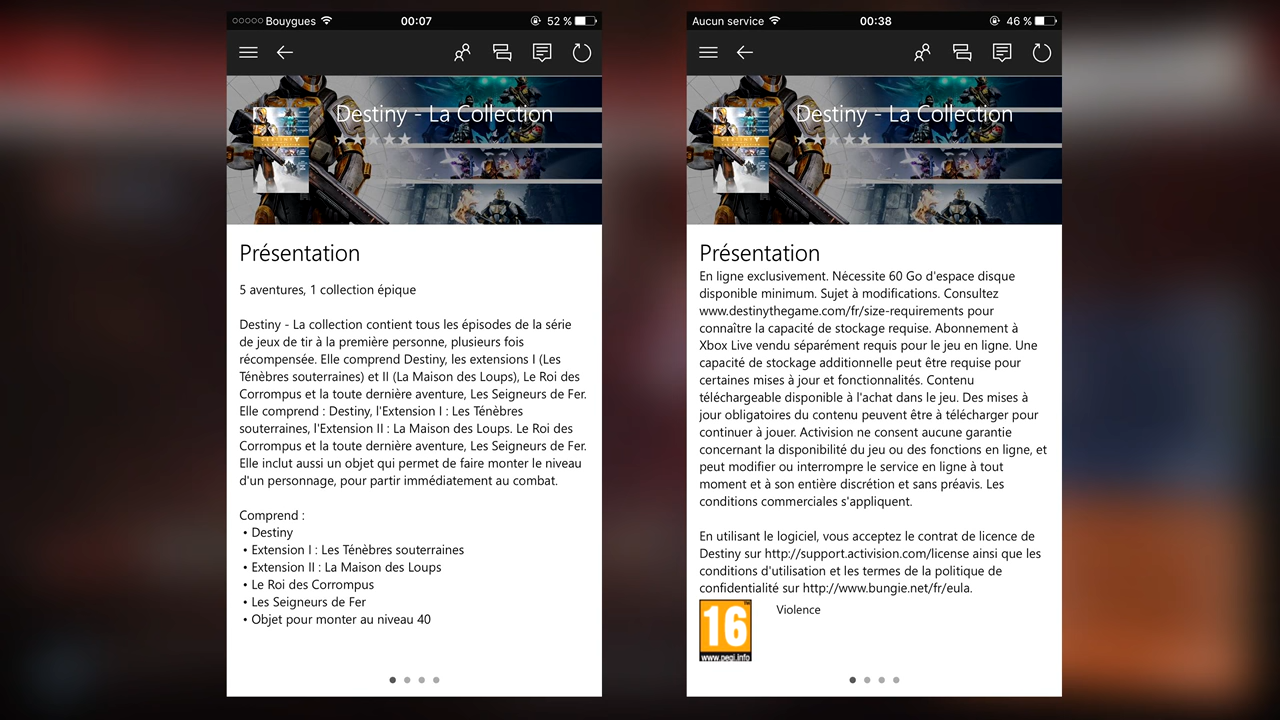 Bouygues 00:07 52 %
Destiny - La Collection
DESTINY
Présentation
5 aventures, 1 collection épique
Destiny - La collection contient tous les épisodes de la série
de jeux de tir à la première personne, plusieurs fois
récompensée. Elle comprend Destiny, les extensions I (Les
Ténèbres souterraines) et II (La Maison des Loups), Le Roi des
Corrompus et la toute dernière aventure, Les Seigneurs de Fer.
Elle comprend : Destiny, l'Extension I : Les Ténèbres
souterraines, l'Extension II : La Maison des Loups. Le Roi des
Corrompus et la toute dernière aventure, Les Seigneurs de Fer.
Elle inclut aussi un objet qui permet de faire monter le niveau
d'un personnage, pour partir immédiatement au combat.
Comprend :
• Destiny
• Extension I : Les Ténèbres souterraines
• Extension II : La Maison des Loups
• Le Roi des Corrompus
• Les Seigneurs de Fer
• Objet pour monter au niveau 40
Aucun service 00:38 46 %
Destiny - La Collection
DESTINY
Présentation
En ligne exclusivement. Nécessite 60 Go d'espace disque
disponible minimum. Sujet à modifications. Consultez
www.destinythegame.com/fr/size-requirements pour
connaître la capacité de stockage requise. Abonnement à
Xbox Live vendu séparément requis pour le jeu en ligne. Une
capacité de stockage additionnelle peut être requise pour
certaines mises à jour et fonctionnalités. Contenu
téléchargeable disponible à l'achat dans le jeu. Des mises à
jour obligatoires du contenu peuvent être à télécharger pour
continuer à jouer. Activision ne consent aucune garantie
concernant la disponibilité du jeu ou des fonctions en ligne, et
peut modifier ou interrompre le service en ligne à tout
moment et à son entière discrétion et sans préavis. Les
conditions commerciales s'appliquent.
En utilisant le logiciel, vous acceptez le contrat de licence de
Destiny sur http://support.activision.com/license ainsi que les
conditions d'utilisation et les termes de la politique de
confidentialité sur http://www.bungie.net/fr/eula.
16 Violence
www.pegi.info